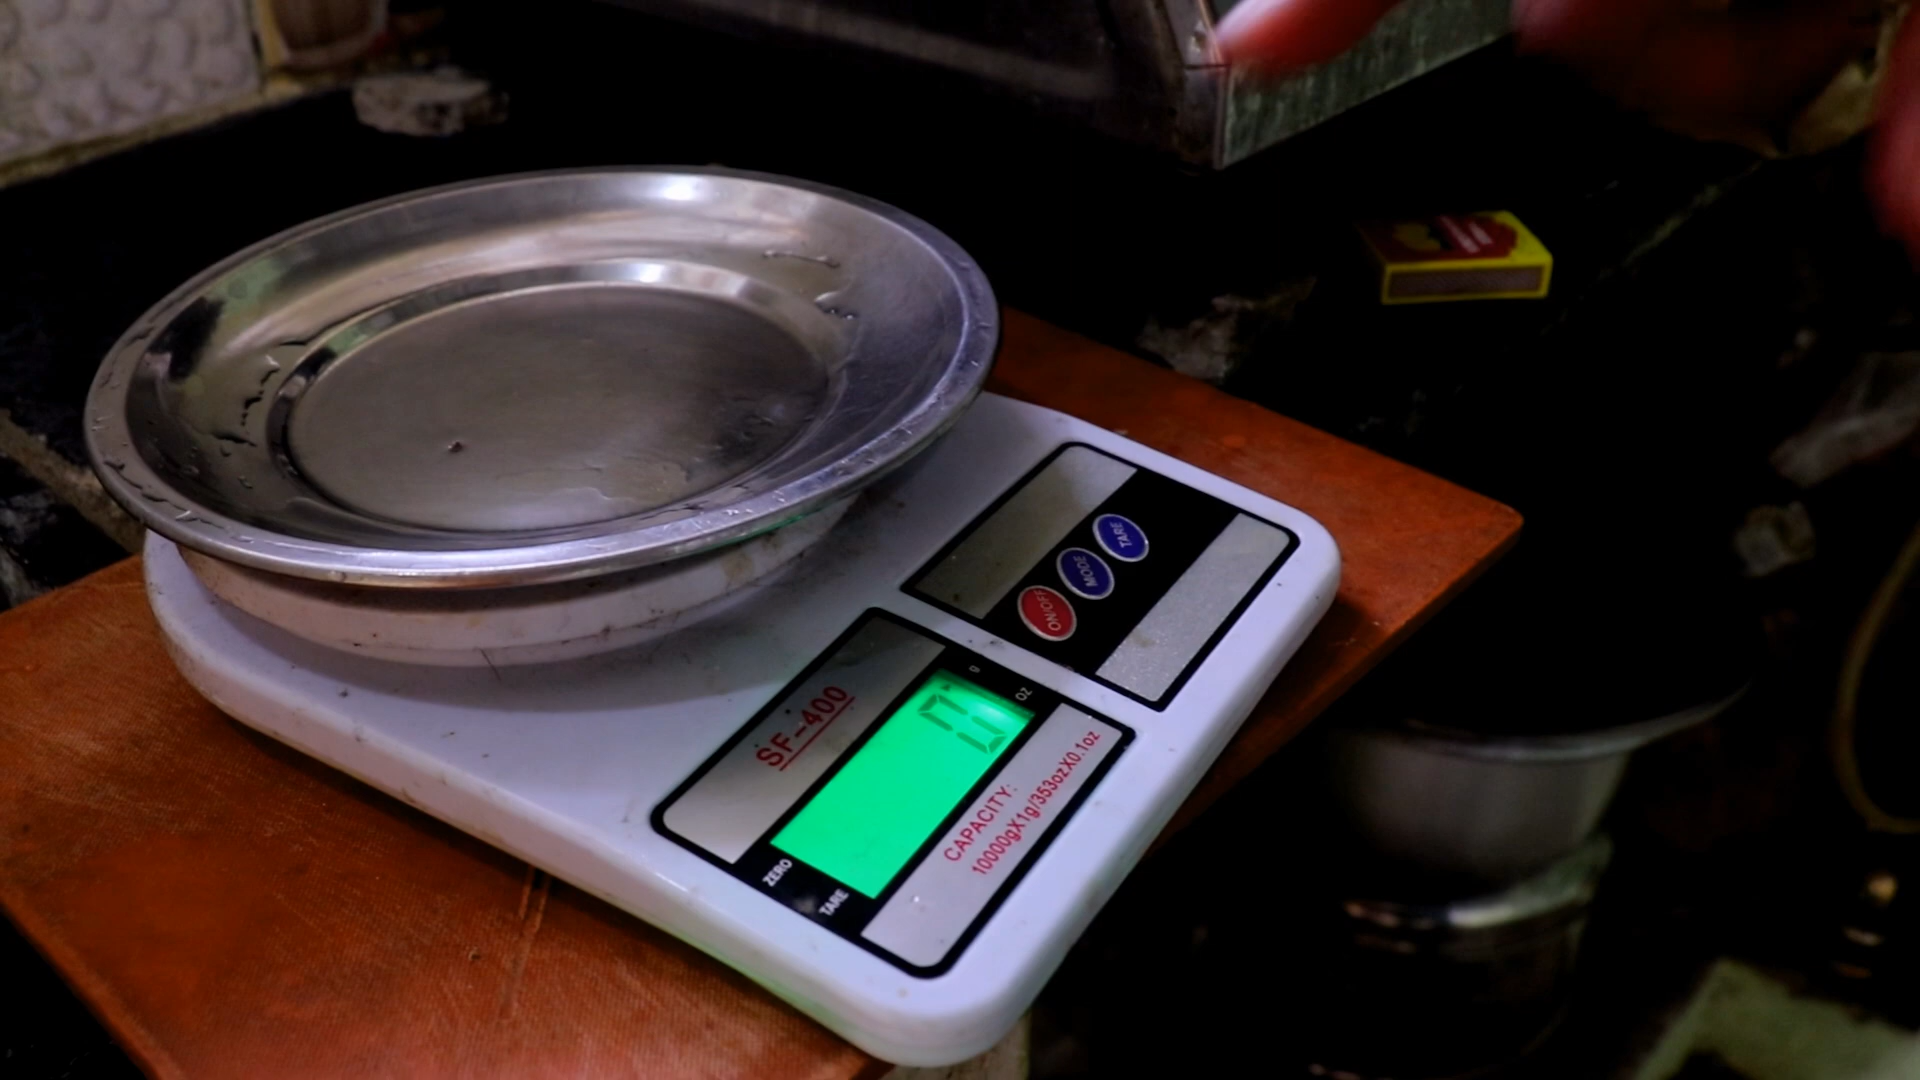 TARE
MODE
ON/OFF
g
OZ
SF-400
0
CAPACITY:
10000gX1g/353ozX0.1oz
ZERO
TARE